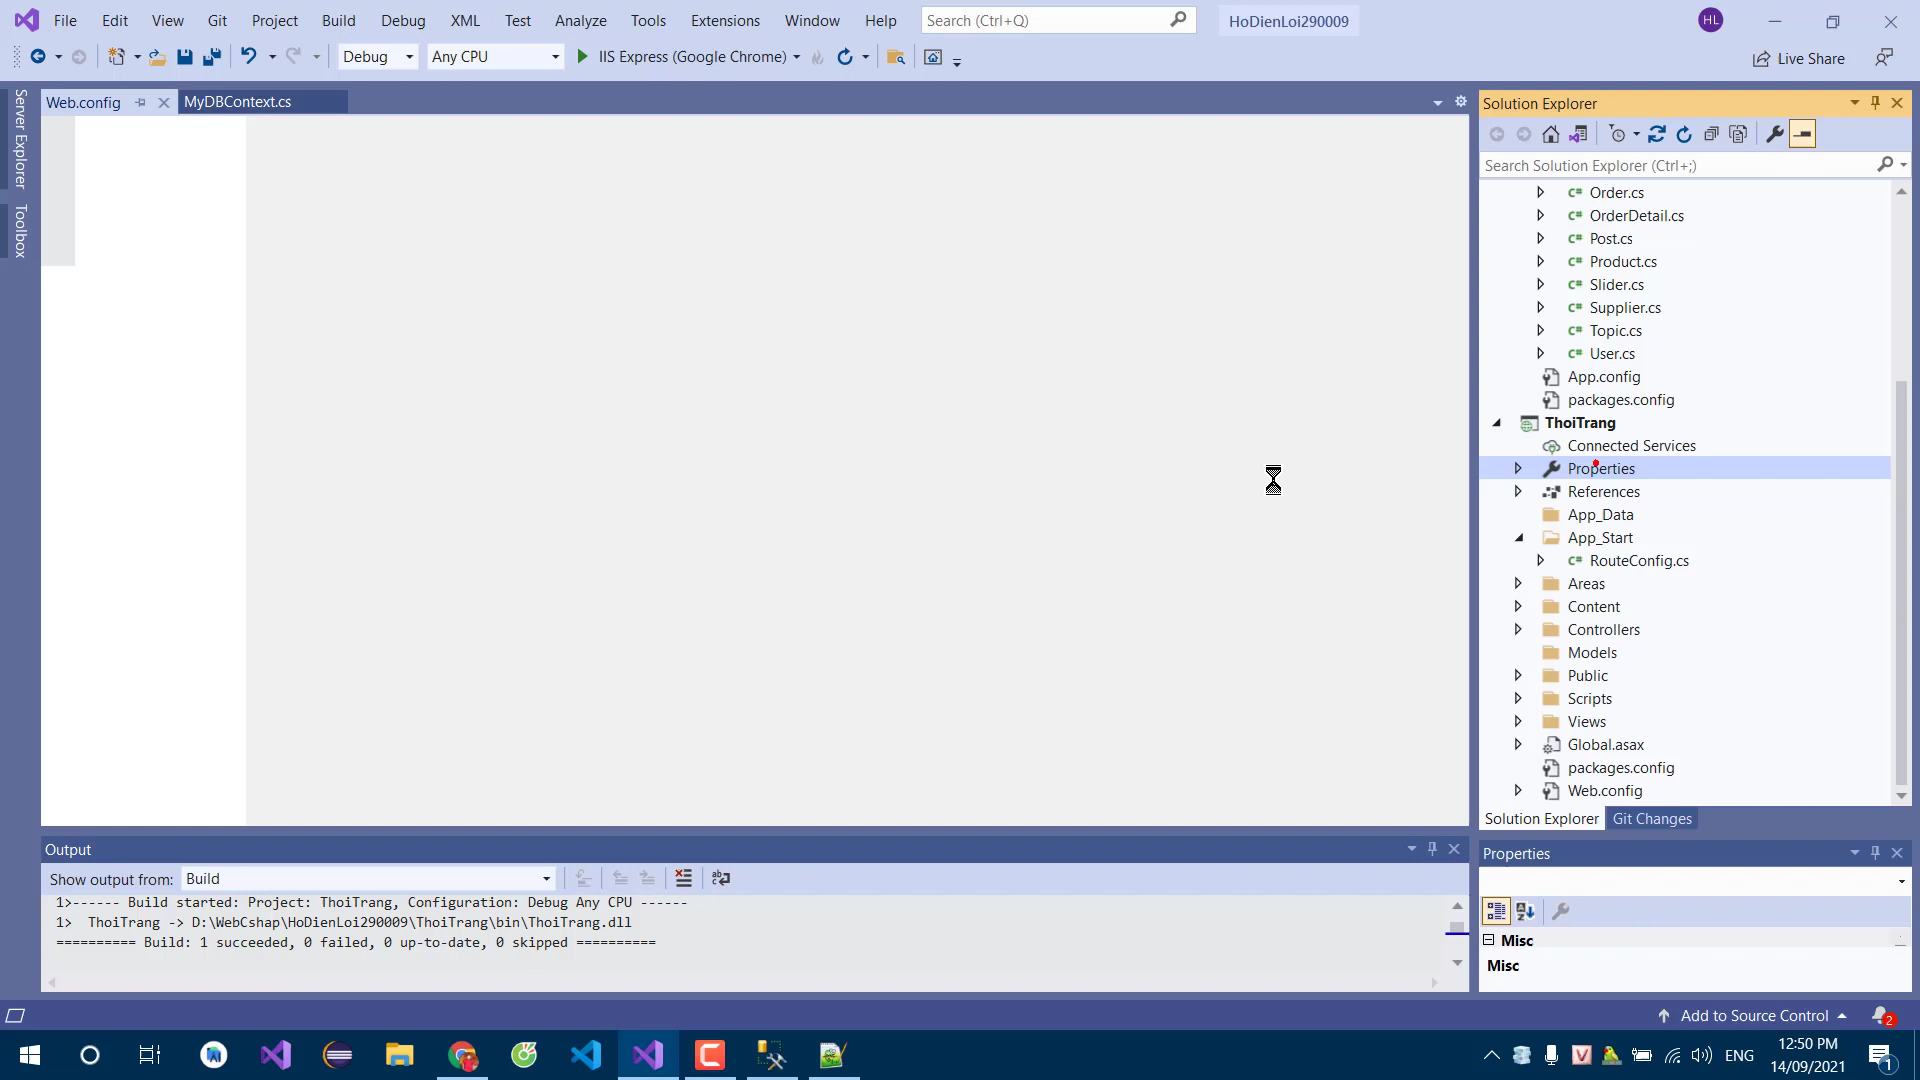 File Edit View Git Project Build Debug XML Test Analyze Tools Extensions Window Help Search (Ctrl+Q) HoDienLoi290009 HL
Debug Any CPU IIS Express (Google Chrome) Live Share
Server Explorer
Toolbox
Web.config MyDBContext.cs
Solution Explorer
Search Solution Explorer (Ctrl+;)
C# Order.cs
C# OrderDetail.cs
C# Post.cs
C# Product.cs
C# Slider.cs
C# Supplier.cs
C# Topic.cs
C# User.cs
App.config
packages.config
ThoiTrang
Connected Services
Properties
References
App_Data
App_Start
C# RouteConfig.cs
Areas
Content
Controllers
Models
Public
Scripts
Views
Global.asax
packages.config
Web.config
Solution Explorer Git Changes
Output
Show output from: Build
1>------ Build started: Project: ThoiTrang, Configuration: Debug Any CPU ------
1>  ThoiTrang -> D:\WebCshap\HoDienLoi290009\ThoiTrang\bin\ThoiTrang.dll
========== Build: 1 succeeded, 0 failed, 0 up-to-date, 0 skipped ==========
Properties
Misc
Misc
Add to Source Control 2
ENG 12:50 PM
14/09/2021 1